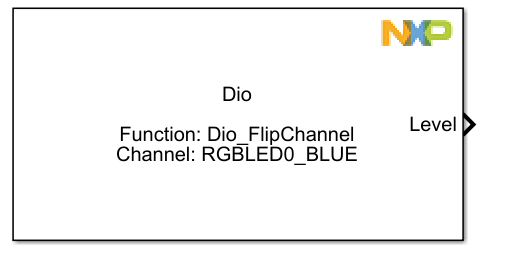 NXP
Dio
Function: Dio_FlipChannel
Channel: RGBLED0_BLUE
Level